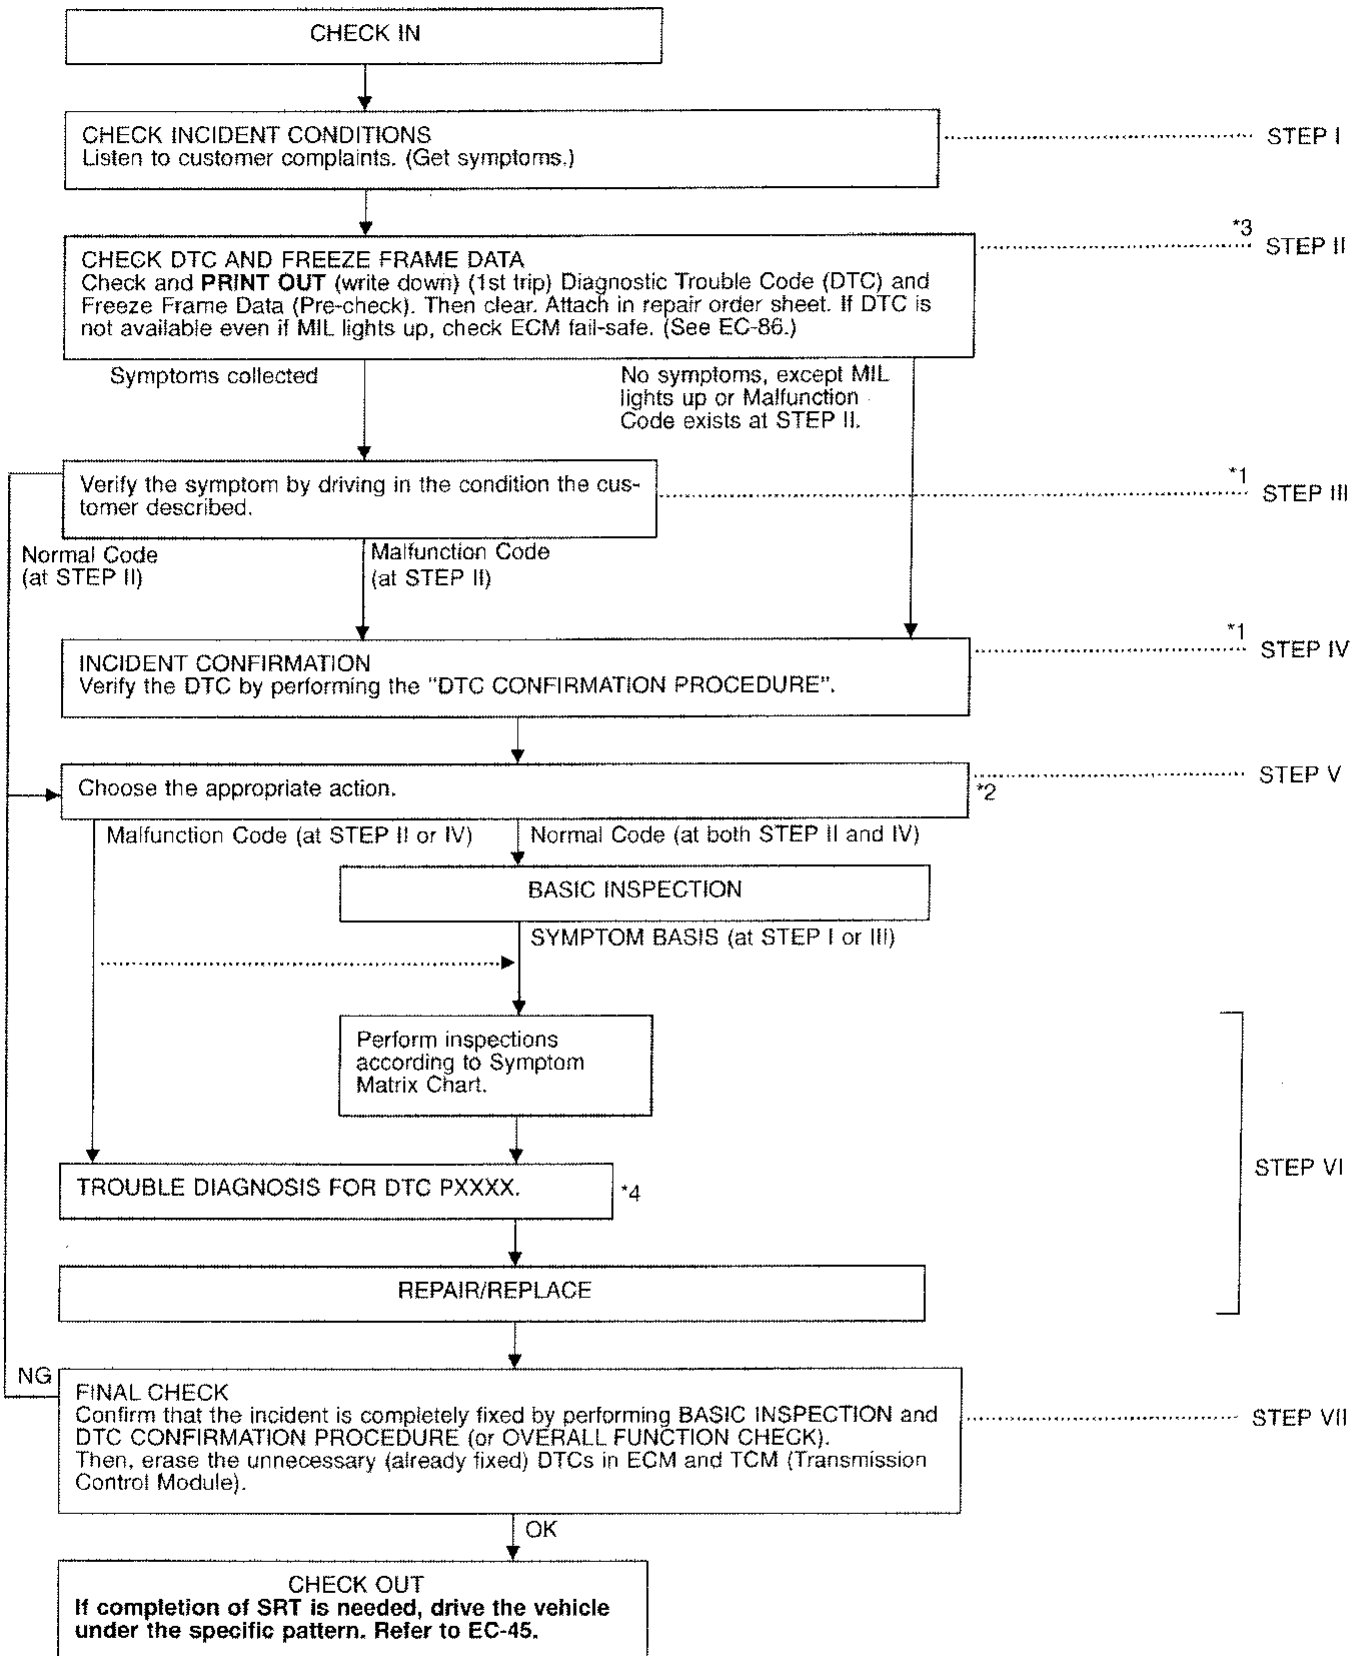 CHECK IN
CHECK INCIDENT CONDITIONS
Listen to customer complaints. (Get symptoms.)
STEP I
CHECK DTC AND FREEZE FRAME DATA
Check and PRINT OUT (write down) (1st trip) Diagnostic Trouble Code (DTC) and
Freeze Frame Data (Pre-check). Then clear. Attach in repair order sheet. If DTC is
not available even if MIL lights up, check ECM fail-safe. (See EC-86.)
*3
STEP II
Symptoms collected
No symptoms, except MIL
lights up or Malfunction
Code exists at STEP II.
Verify the symptom by driving in the condition the cus-
tomer described.
*1
STEP III
Normal Code
(at STEP II)
Malfunction Code
(at STEP II)
INCIDENT CONFIRMATION
Verify the DTC by performing the "DTC CONFIRMATION PROCEDURE".
*1
STEP IV
Choose the appropriate action.
*2
STEP V
Malfunction Code (at STEP II or IV)
Normal Code (at both STEP II and IV)
BASIC INSPECTION
SYMPTOM BASIS (at STEP I or III)
Perform inspections
according to Symptom
Matrix Chart.
STEP VI
TROUBLE DIAGNOSIS FOR DTC PXXXX.
*4
REPAIR/REPLACE
NG
FINAL CHECK
Confirm that the incident is completely fixed by performing BASIC INSPECTION and
DTC CONFIRMATION PROCEDURE (or OVERALL FUNCTION CHECK).
Then, erase the unnecessary (already fixed) DTCs in ECM and TCM (Transmission
Control Module).
STEP VII
OK
CHECK OUT
If completion of SRT is needed, drive the vehicle
under the specific pattern. Refer to EC-45.